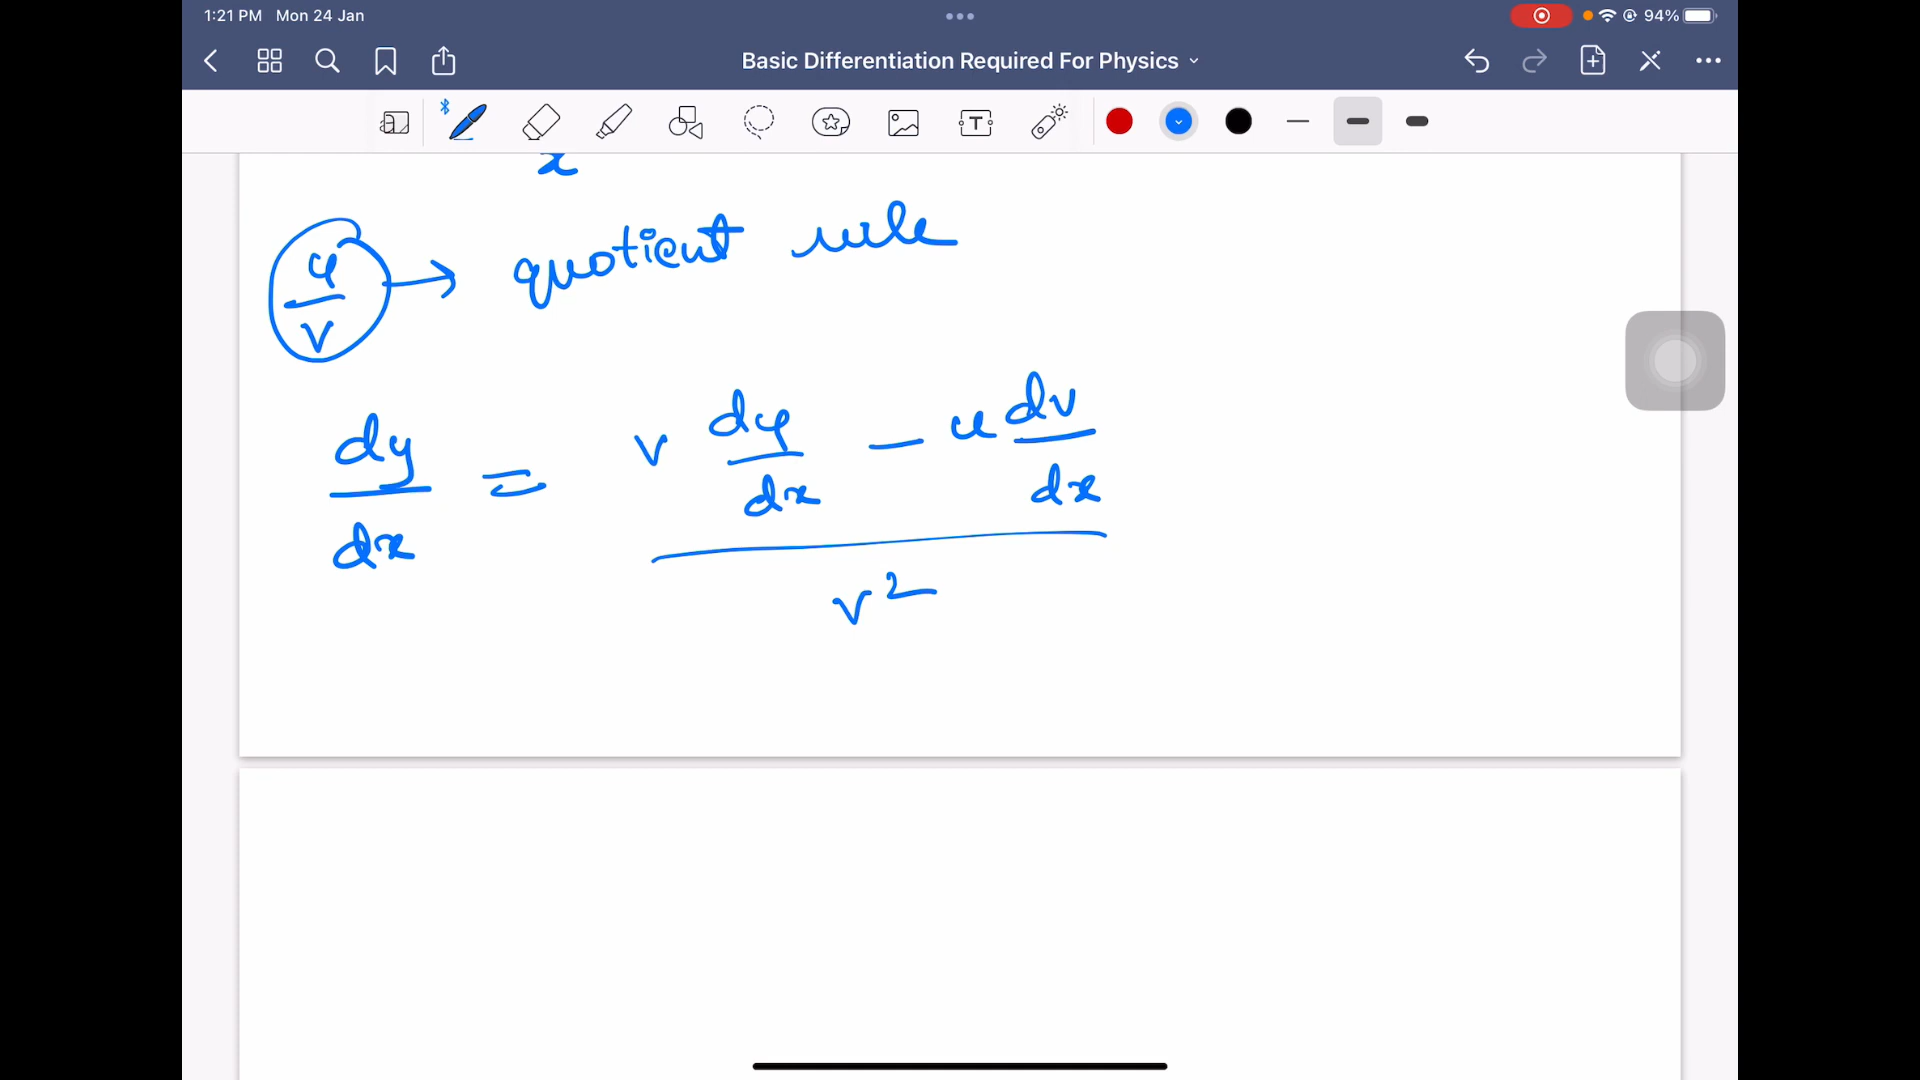 1:21 PM Mon 24 Jan
94%
Basic Differentiation Required For Physics
x
u/v → quotient rule
dy/dx = (v du/dx - u dv/dx)/v²